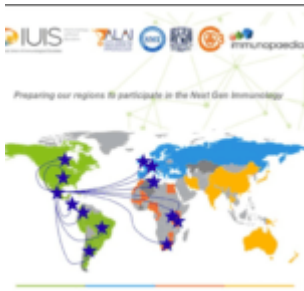 IUIS
ALAI
immunopaedia
Preparing our regions to participate in the Next Gen Immunology